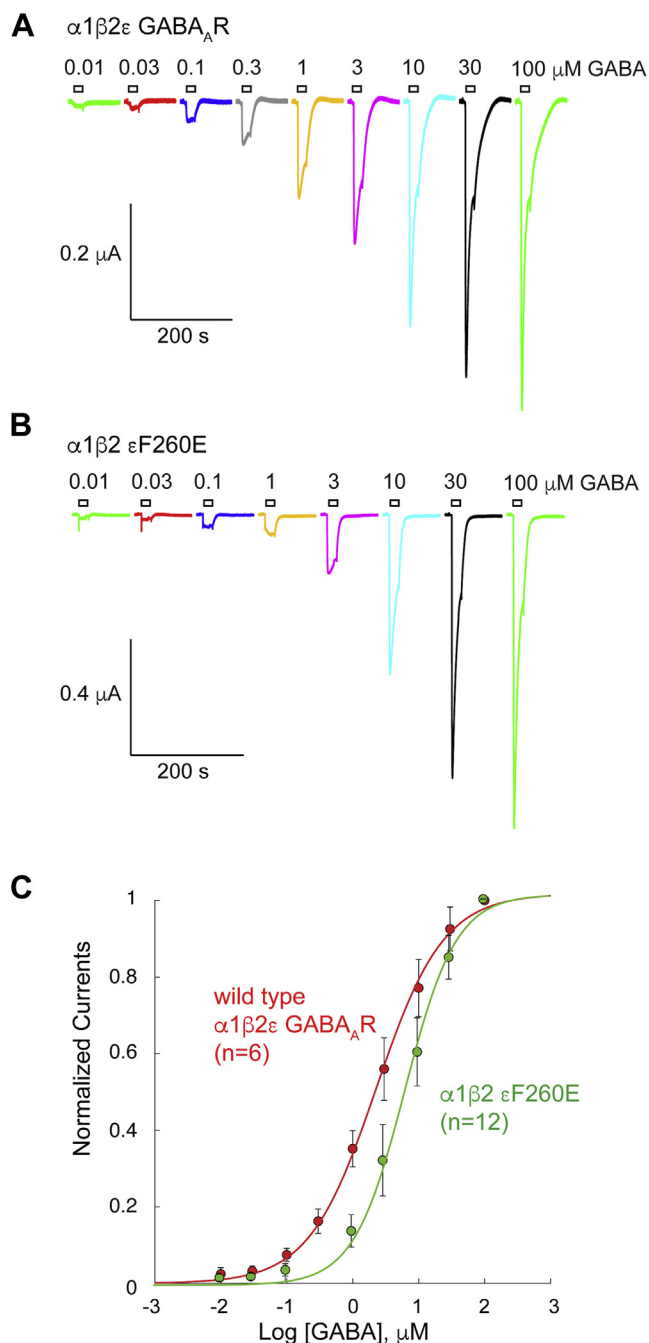 A
α1β2ε GABA_AR
0.01 0.03 0.1 0.3 1 3 10 30 100 μM GABA
0.2 μA
200 s
B
α1β2 εF260E
0.01 0.03 0.1 1 3 10 30 100 μM GABA
0.4 μA
200 s
C
1
0.8
0.6
0.4
0.2
0
Normalized Currents
wild type
α1β2ε GABA_AR
(n=6)
α1β2 εF260E
(n=12)
-3 -2 -1 0 1 2 3
Log [GABA], μM